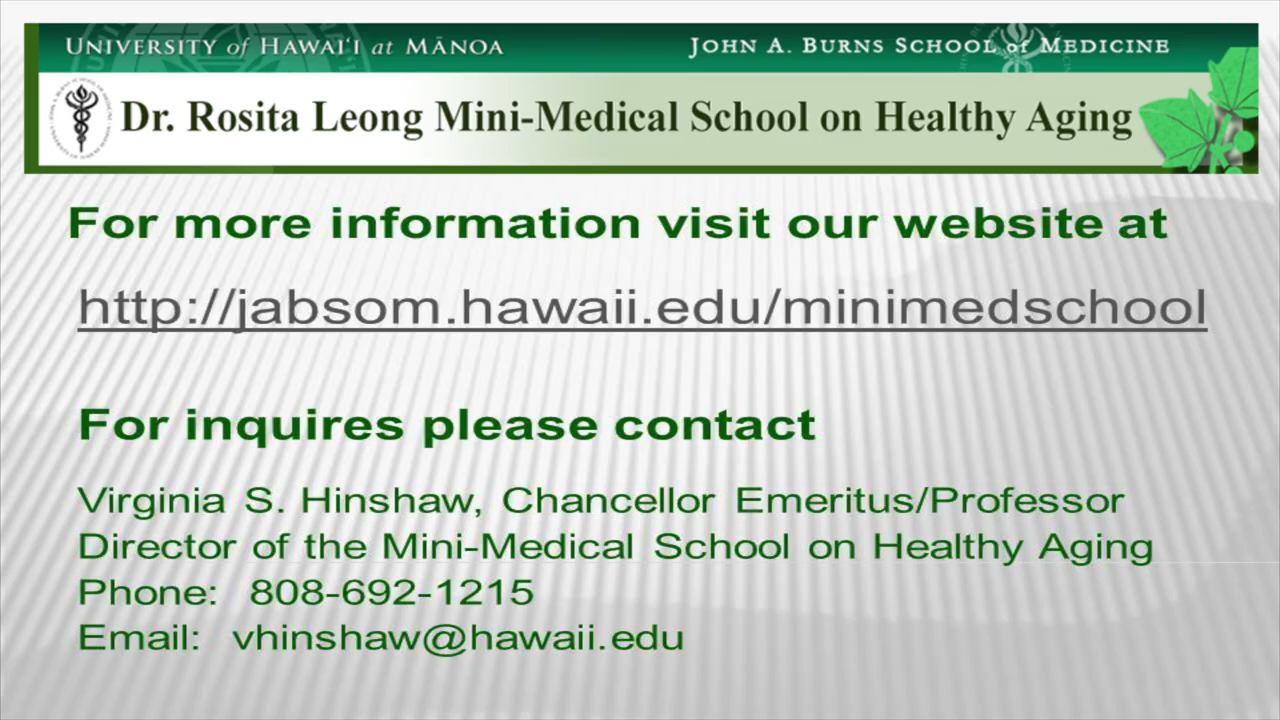 UNIVERSITY of HAWAIʻI at MĀNOA
JOHN A. BURNS SCHOOL of MEDICINE
Dr. Rosita Leong Mini-Medical School on Healthy Aging
For more information visit our website at
http://jabsom.hawaii.edu/minimedschool
For inquires please contact
Virginia S. Hinshaw, Chancellor Emeritus/Professor
Director of the Mini-Medical School on Healthy Aging
Phone: 808-692-1215
Email: vhinshaw@hawaii.edu